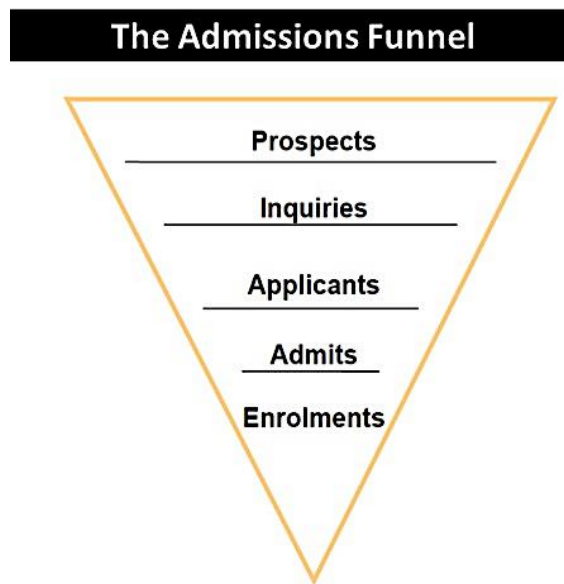 The Admissions Funnel
Prospects
Inquiries
Applicants
Admits
Enrolments